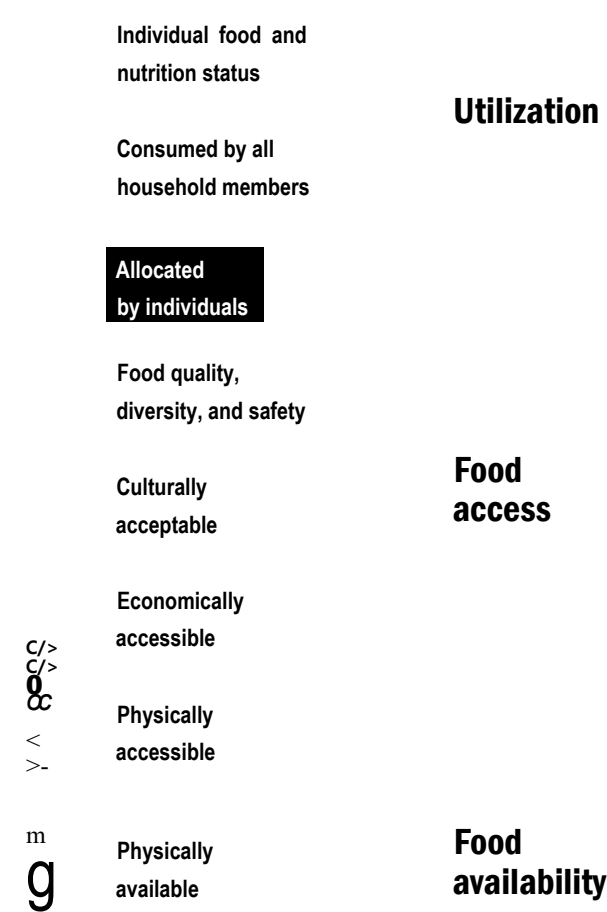 Individual food and
nutrition status
Utilization
Consumed by all
household members
Allocated
by individuals
Food quality,
diversity, and safety
Food
access
Culturally
acceptable
Economically
accessible
C/>
C/>
Physically
accessible
<
>-
m
g
Food
availability
Physically
available